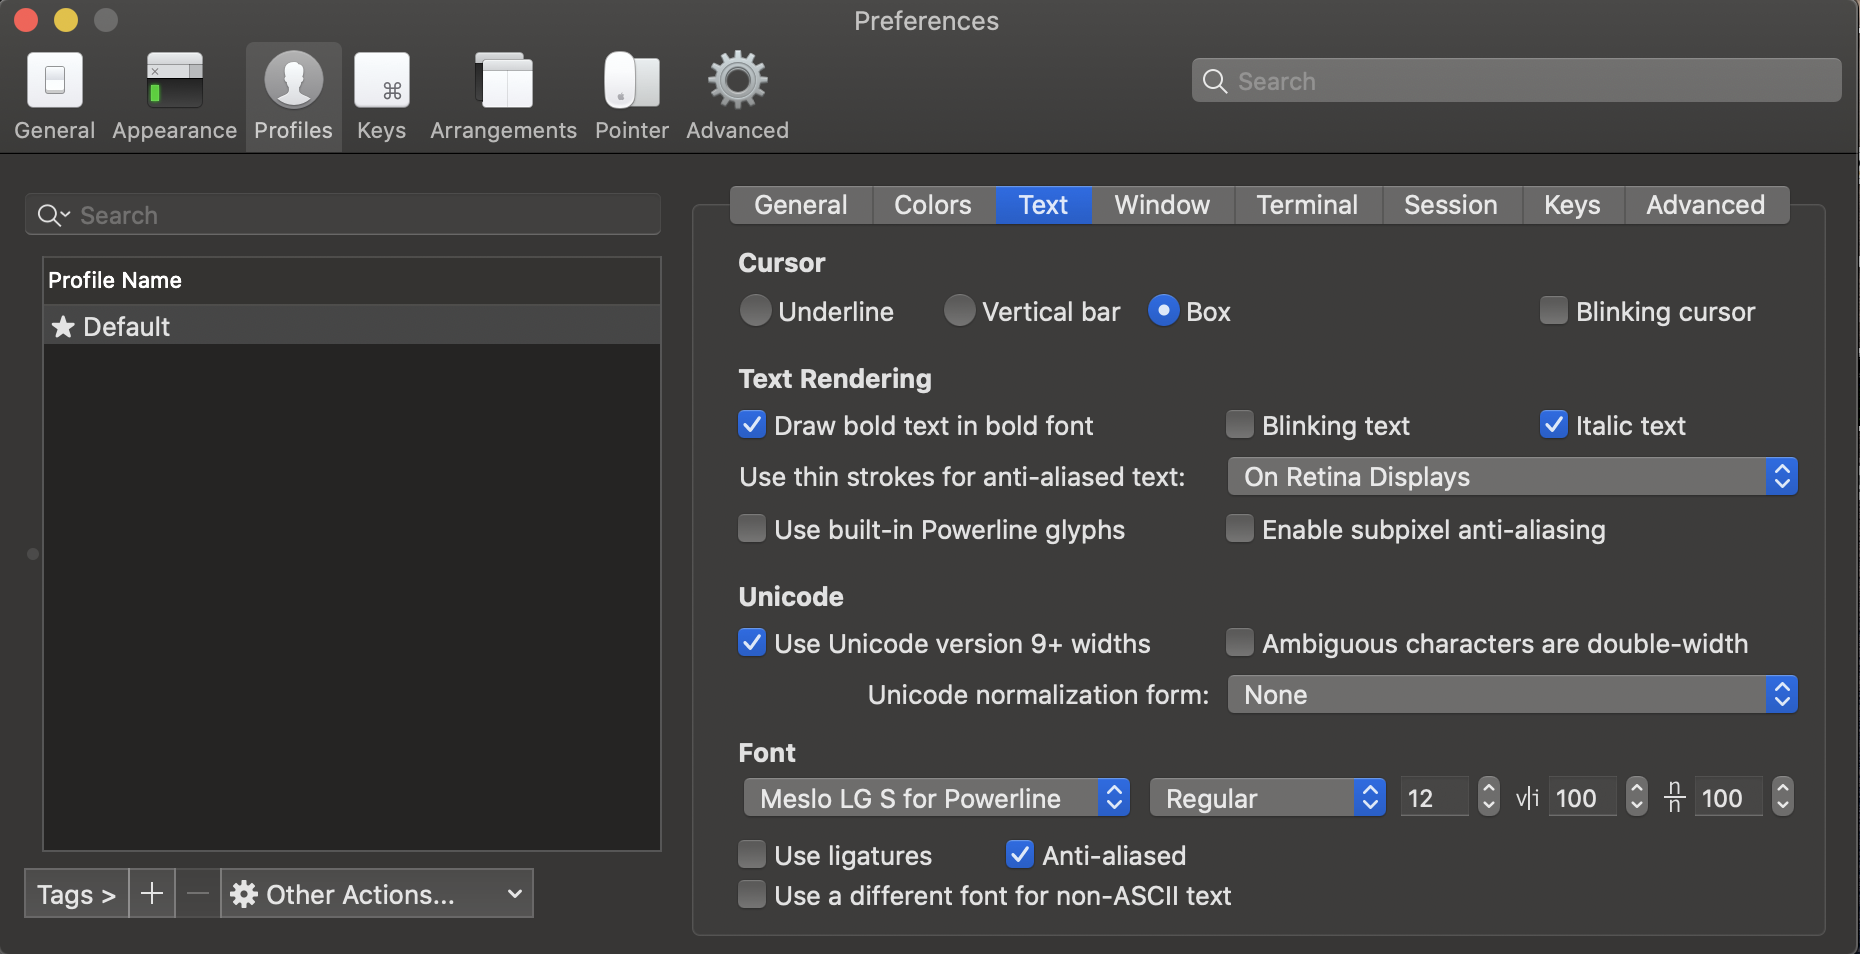 Preferences
General Appearance Profiles Keys Arrangements Pointer Advanced
Search
Search
Profile Name
Default
Tags >
Other Actions...
General Colors Text Window Terminal Session Keys Advanced
Cursor
Underline Vertical bar Box Blinking cursor
Text Rendering
Draw bold text in bold font Blinking text Italic text
Use thin strokes for anti-aliased text: On Retina Displays
Use built-in Powerline glyphs Enable subpixel anti-aliasing
Unicode
Use Unicode version 9+ widths Ambiguous characters are double-width
Unicode normalization form: None
Font
Meslo LG S for Powerline Regular 12 v|i 100 n/n 100
Use ligatures Anti-aliased
Use a different font for non-ASCII text